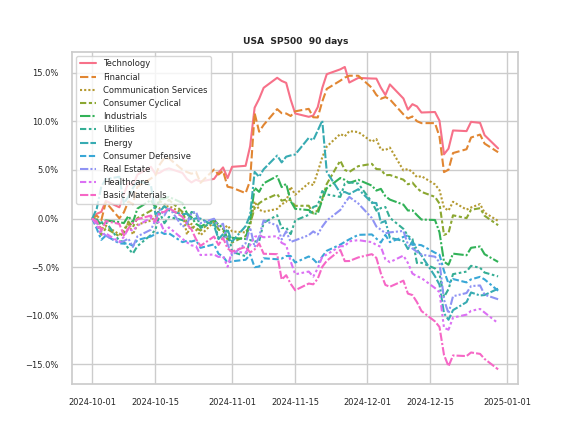 USA SP500 90 days
Technology
Financial
Communication Services
Consumer Cyclical
Industrials
Utilities
Energy
Consumer Defensive
Real Estate
Healthcare
Basic Materials
15.0%
10.0%
5.0%
0.0%
−5.0%
−10.0%
−15.0%
2024-10-01 2024-10-15 2024-11-01 2024-11-15 2024-12-01 2024-12-15 2025-01-01